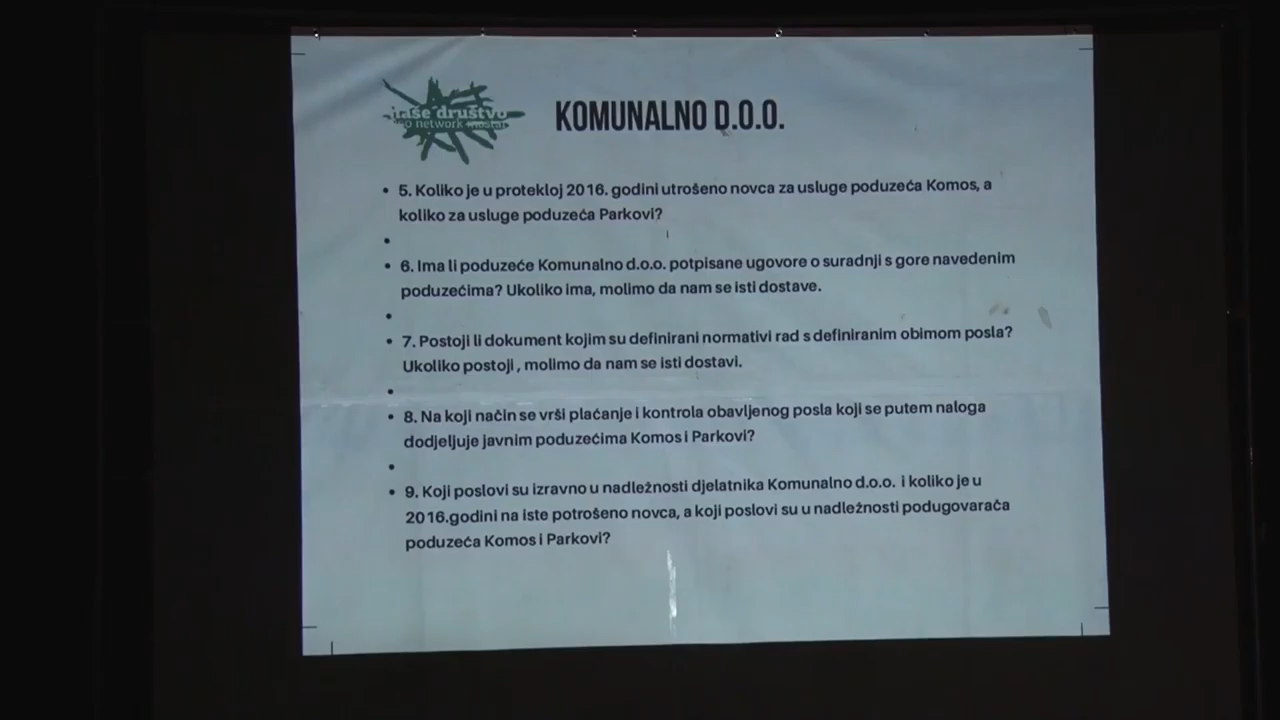 naše društvo
network mostar
KOMUNALNO D.O.O.
• 5. Koliko je u protekloj 2016. godini utrošeno novca za usluge poduzeća Komos, a
koliko za usluge poduzeća Parkovi?
•
• 6. Ima li poduzeće Komunalno d.o.o. potpisane ugovore o suradnji s gore navedenim
poduzećima? Ukoliko ima, molimo da nam se isti dostave.
•
• 7. Postoji li dokument kojim su definirani normativi rad s definiranim obimom posla?
Ukoliko postoji , molimo da nam se isti dostavi.
•
• 8. Na koji način se vrši plaćanje i kontrola obavljenog posla koji se putem naloga
dodjeljuje javnim poduzećima Komos i Parkovi?
•
• 9. Koji poslovi su izravno u nadležnosti djelatnika Komunalno d.o.o. i koliko je u
2016.godini na iste potrošeno novca, a koji poslovi su u nadležnosti podugovarača
poduzeća Komos i Parkovi?